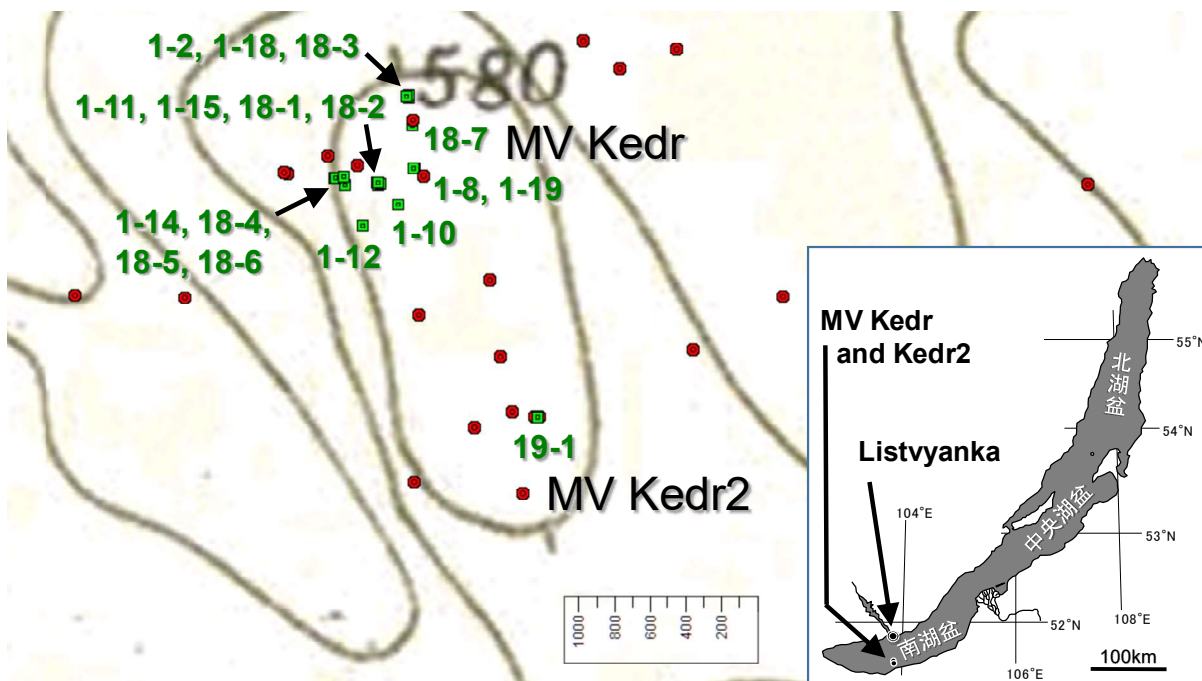 1-2, 1-18, 18-3
580
1-11, 1-15, 18-1, 18-2
18-7
MV Kedr
1-8, 1-19
1-14, 18-4,
18-5, 18-6
1-10
1-12
19-1
MV Kedr2
1000
800
600
400
200
MV Kedr
and Kedr2
Listvyanka
北湖盆
中央湖盆
南湖盆
55°N
54°N
53°N
52°N
104°E
106°E
108°E
100km